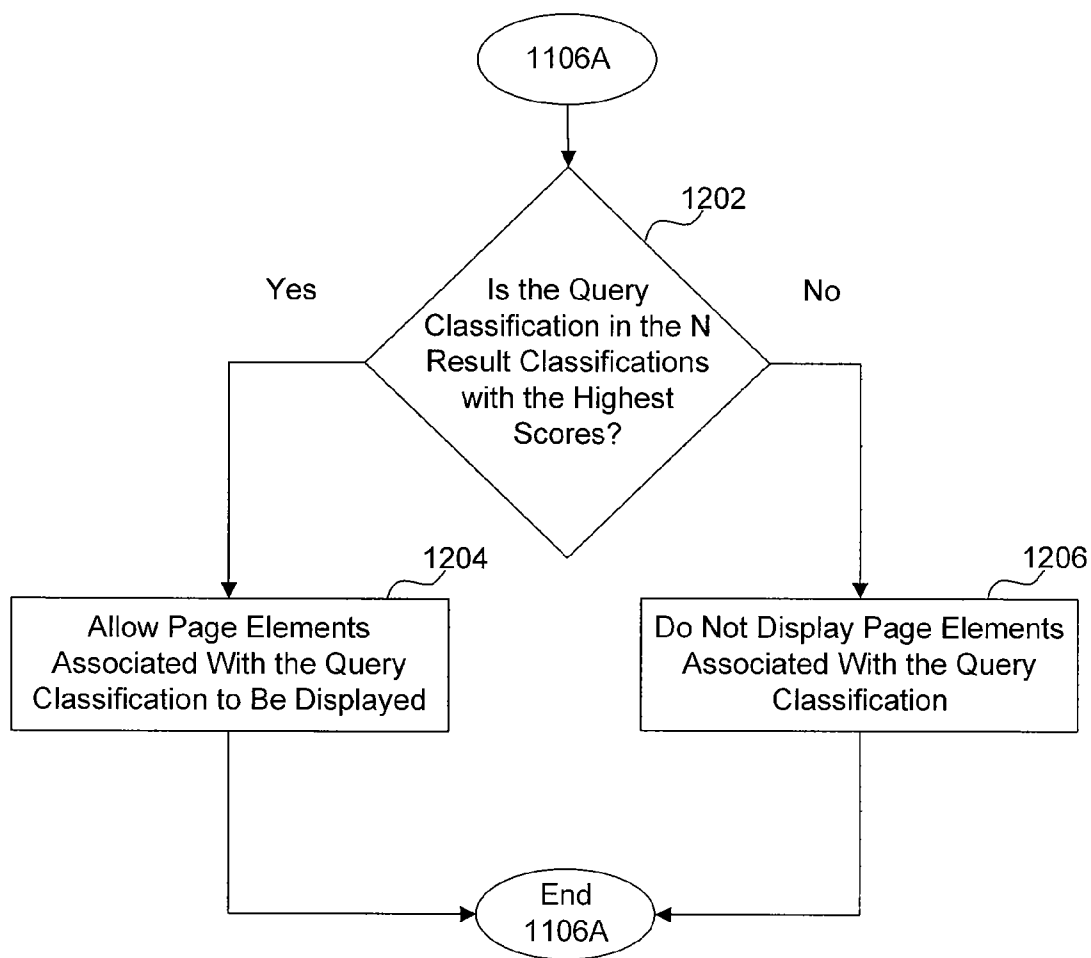 1106A
1202
Yes
No
Is the Query
Classification in the N
Result Classifications
with the Highest
Scores?
1204
1206
Allow Page Elements
Associated With the Query
Classification to Be Displayed
Do Not Display Page Elements
Associated With the Query
Classification
End
1106A